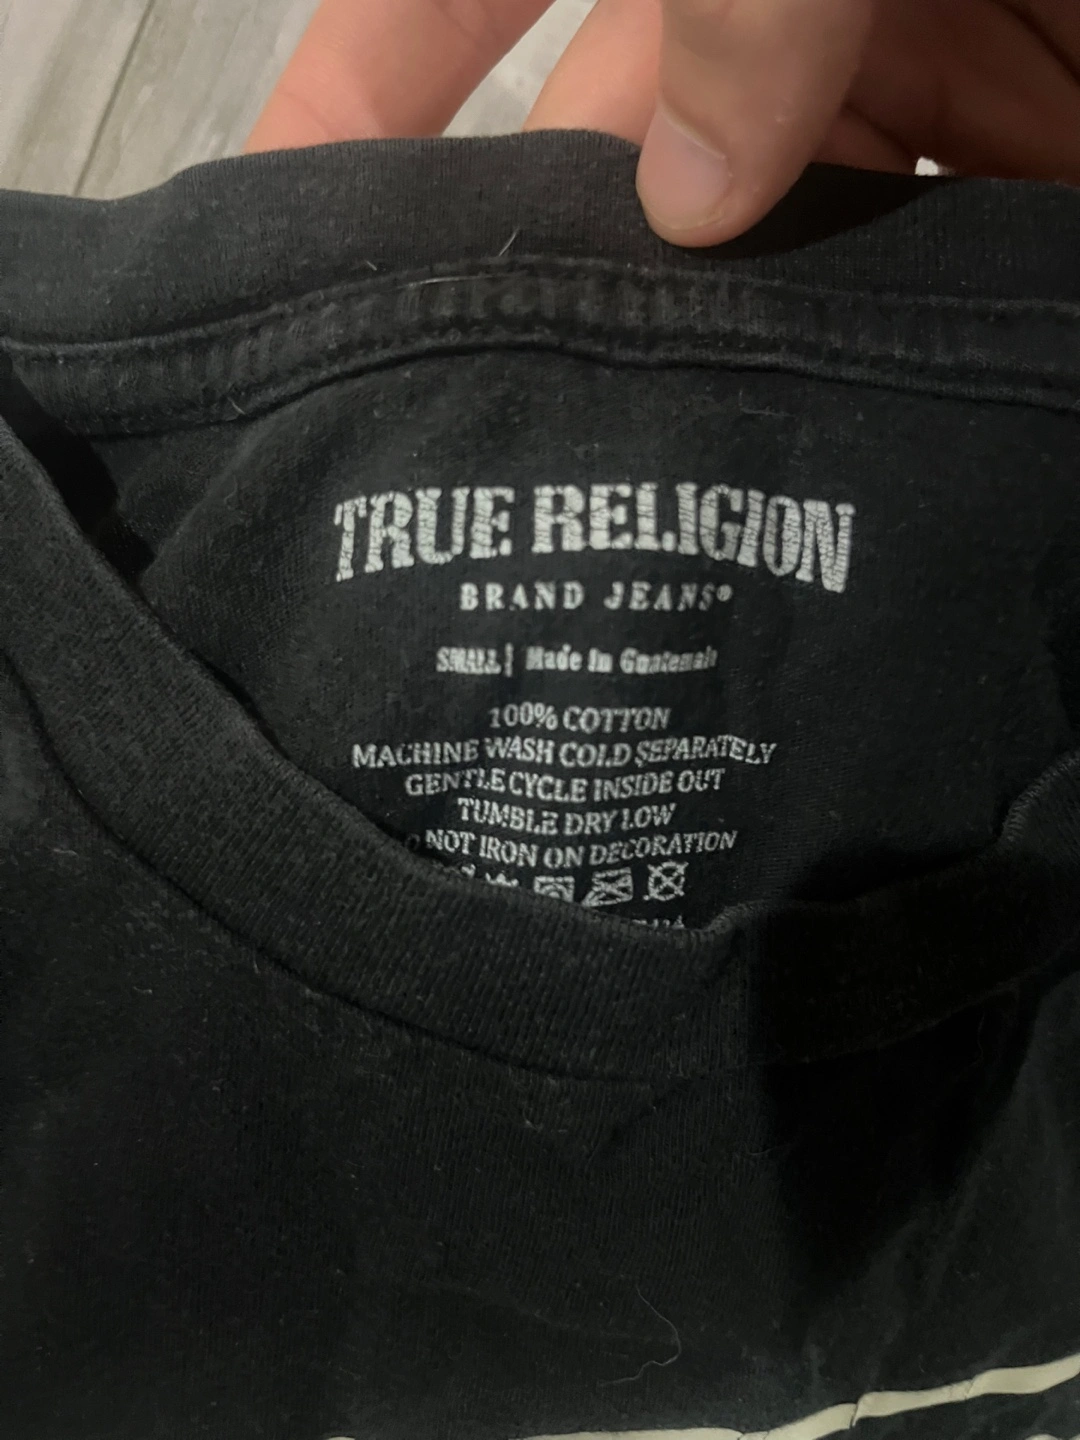 TRUE RELIGION
BRAND JEANS®
SMALL | Made In Guatemala
100% COTTON
MACHINE WASH COLD SEPARATELY
GENTLE CYCLE INSIDE OUT
TUMBLE DRY LOW
O NOT IRON ON DECORATION